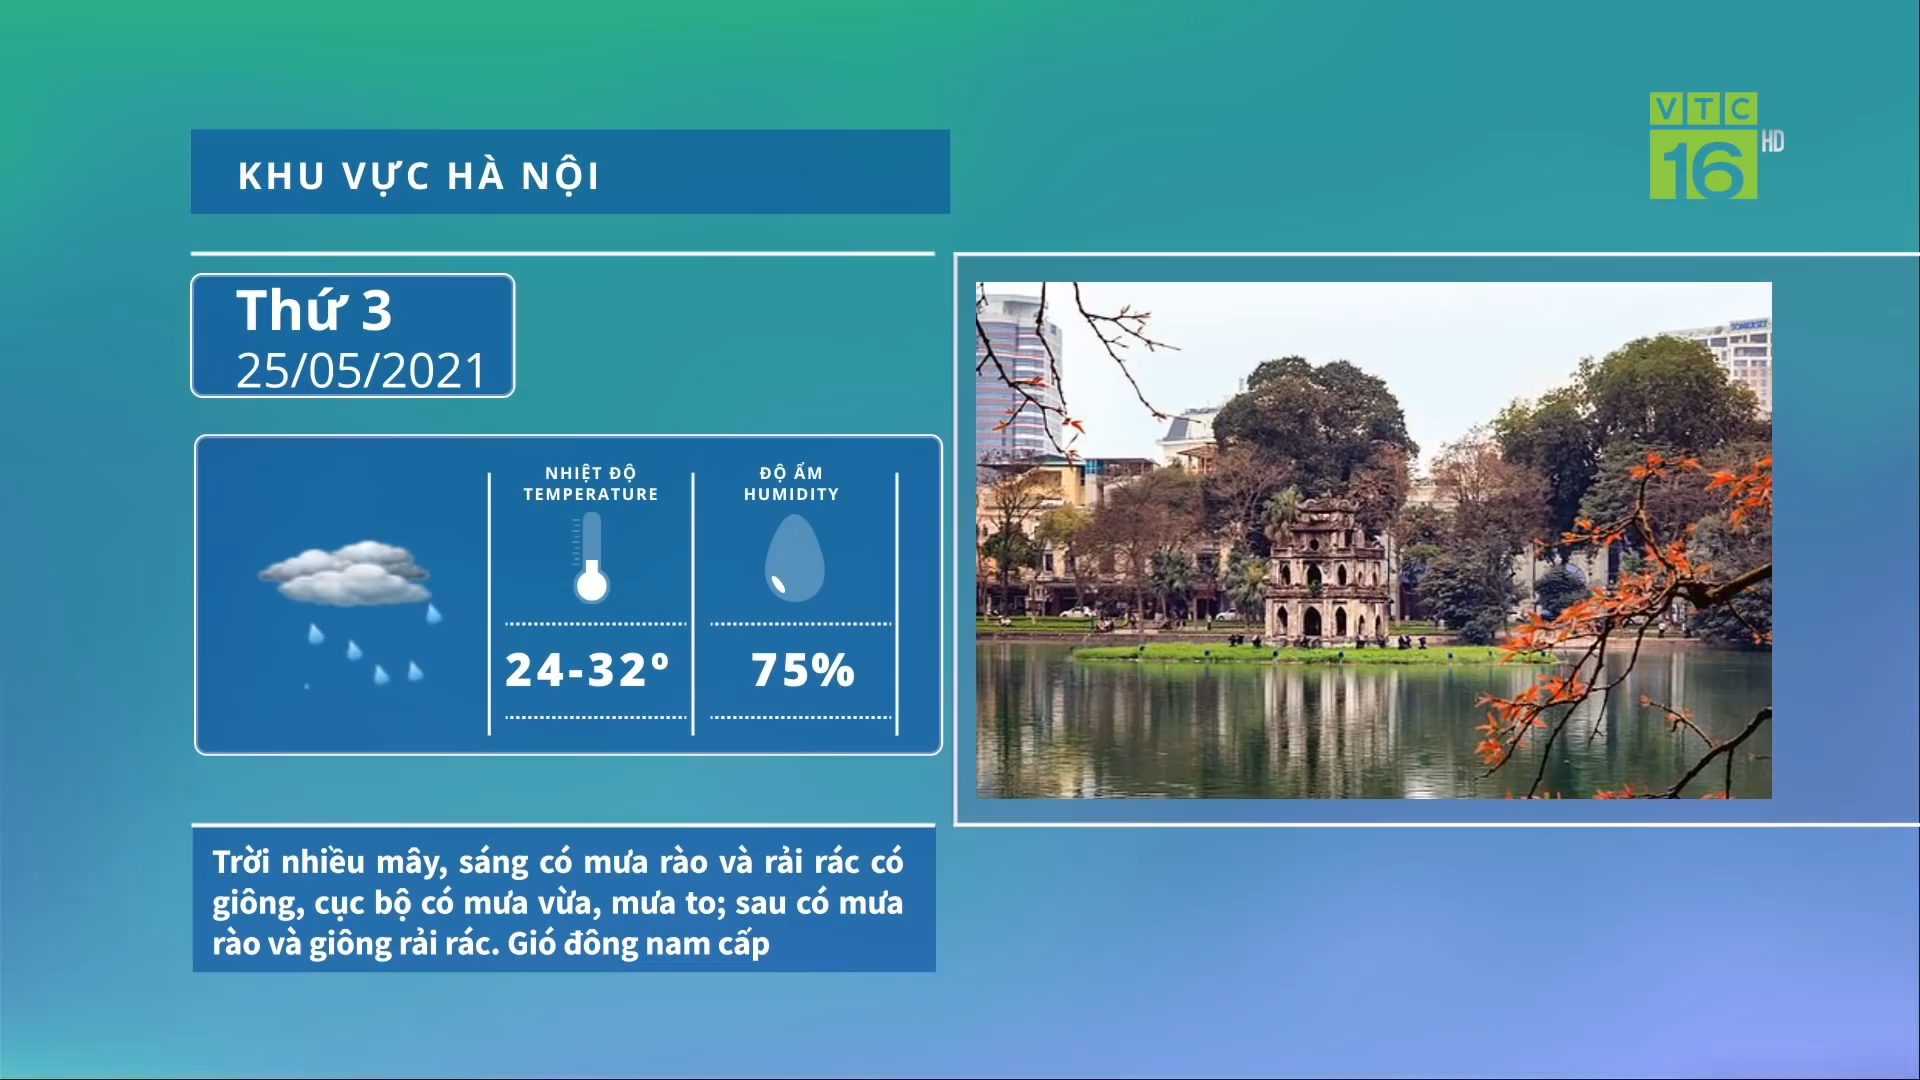 VTC
16 HD
KHU VỰC HÀ NỘI
Thứ 3
25/05/2021
NHIỆT ĐỘ
TEMPERATURE
24-32º
ĐỘ ẨM
HUMIDITY
75%
SOMERSET
Trời nhiều mây, sáng có mưa rào và rải rác có
giông, cục bộ có mưa vừa, mưa to; sau có mưa
rào và giông rải rác. Gió đông nam cấp